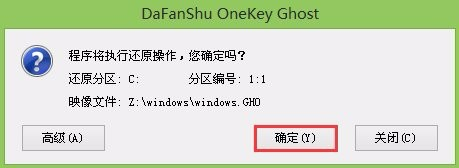 DaFanShu OneKey Ghost
程序将执行还原操作，您确定吗？
还原分区: C: 分区编号: 1:1
映像文件: Z:\windows\windows.GHO
高级(A) 确定(Y) 关闭(C)